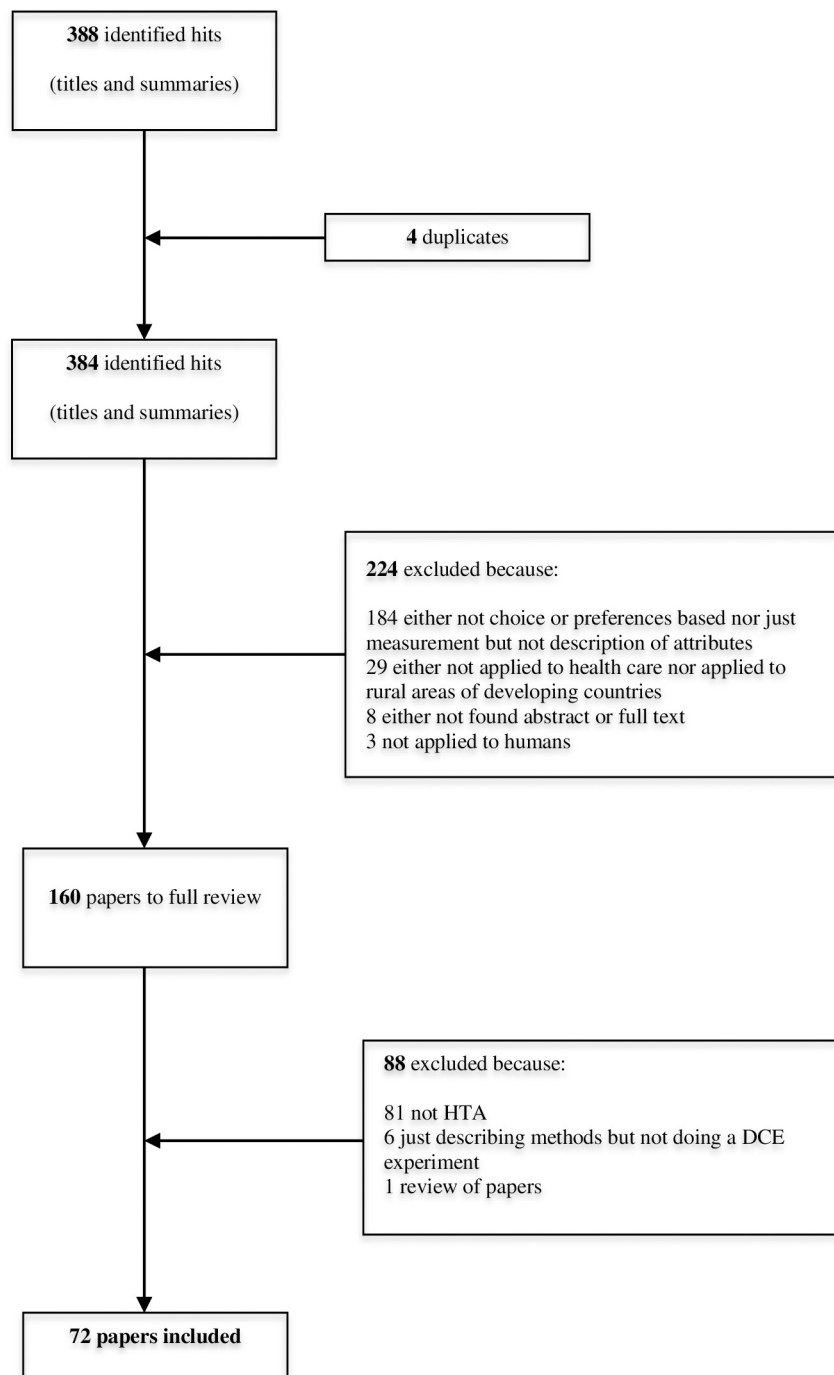 388 identified hits
(titles and summaries)
4 duplicates
384 identified hits
(titles and summaries)
224 excluded because:
184 either not choice or preferences based nor just
measurement but not description of attributes
29 either not applied to health care nor applied to
rural areas of developing countries
8 either not found abstract or full text
3 not applied to humans
160 papers to full review
88 excluded because:
81 not HTA
6 just describing methods but not doing a DCE
experiment
1 review of papers
72 papers included